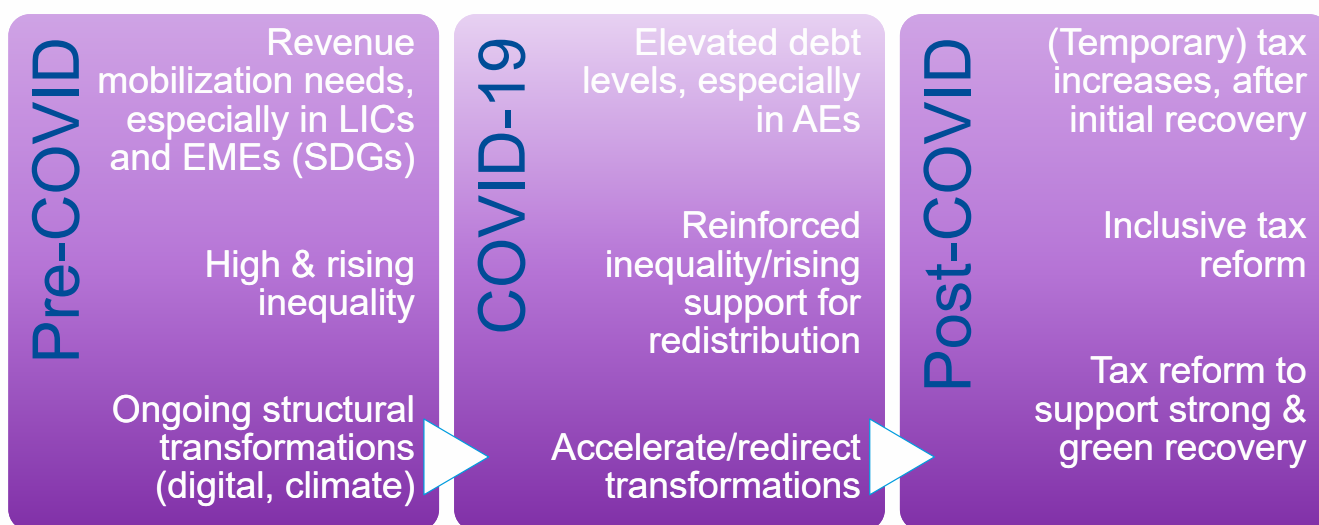 Pre-COVID
Revenue
mobilization needs,
especially in LICs
and EMEs (SDGs)
High & rising
inequality
Ongoing structural
transformations
(digital, climate)
COVID-19
Elevated debt
levels, especially
in AEs
Reinforced
inequality/rising
support for
redistribution
Accelerate/redirect
transformations
Post-COVID
(Temporary) tax
increases, after
initial recovery
Inclusive tax
reform
Tax reform to
support strong &
green recovery